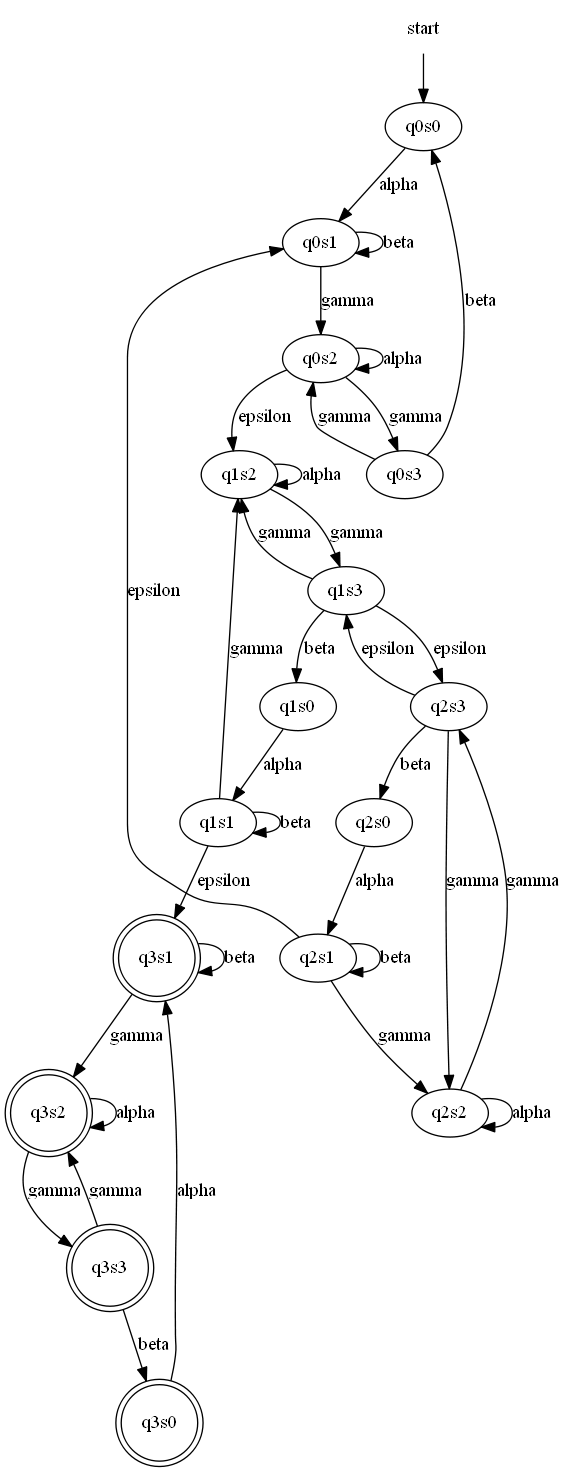 start
q0s0
alpha
q0s1
beta
gamma
q0s2
alpha
epsilon
gamma
gamma
beta
q1s2
alpha
q0s3
gamma
gamma
epsilon
q1s3
gamma
beta
epsilon
epsilon
q1s0
q2s3
alpha
beta
q1s1
beta
q2s0
epsilon
alpha
gamma
gamma
q3s1
beta
q2s1
beta
gamma
gamma
q3s2
alpha
q2s2
alpha
gamma
gamma
alpha
q3s3
beta
q3s0